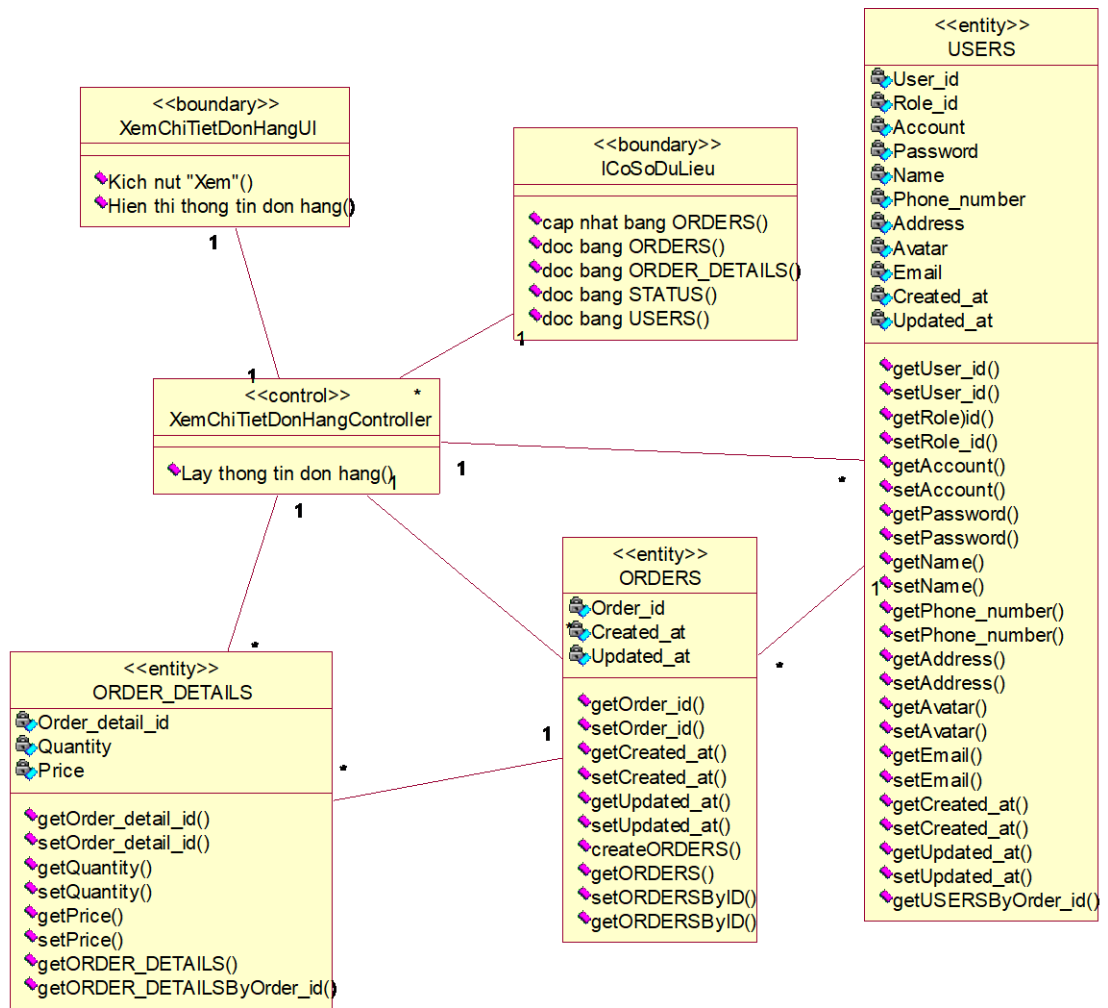 <<boundary>>
XemChiTietDonHangUI
Kich nut "Xem"()
Hien thi thong tin don hang()
1
<<boundary>>
ICoSoDuLieu
cap nhat bang ORDERS()
doc bang ORDERS()
doc bang ORDER_DETAILS()
doc bang STATUS()
doc bang USERS()
1
<<entity>>
USERS
User_id
Role_id
Account
Password
Name
Phone_number
Address
Avatar
Email
Created_at
Updated_at
getUser_id()
setUser_id()
getRole)id()
setRole_id()
getAccount()
setAccount()
getPassword()
setPassword()
getName()
setName()
getPhone_number()
setPhone_number()
getAddress()
setAddress()
getAvatar()
setAvatar()
getEmail()
setEmail()
getCreated_at()
setCreated_at()
getUpdated_at()
setUpdated_at()
getUSERSByOrder_id()
1
1
*
<<control>>
XemChiTietDonHangController
Lay thong tin don hang()
1
1
1
*
<<entity>>
ORDERS
Order_id
*
Created_at
Updated_at
getOrder_id()
setOrder_id()
getCreated_at()
setCreated_at()
getUpdated_at()
setUpdated_at()
createORDERS()
getORDERS()
setORDERSByID()
getORDERSByID()
*
1
*
*
<<entity>>
ORDER_DETAILS
Order_detail_id
Quantity
Price
getOrder_detail_id()
setOrder_detail_id()
getQuantity()
setQuantity()
getPrice()
setPrice()
getORDER_DETAILS()
getORDER_DETAILSByOrder_id()